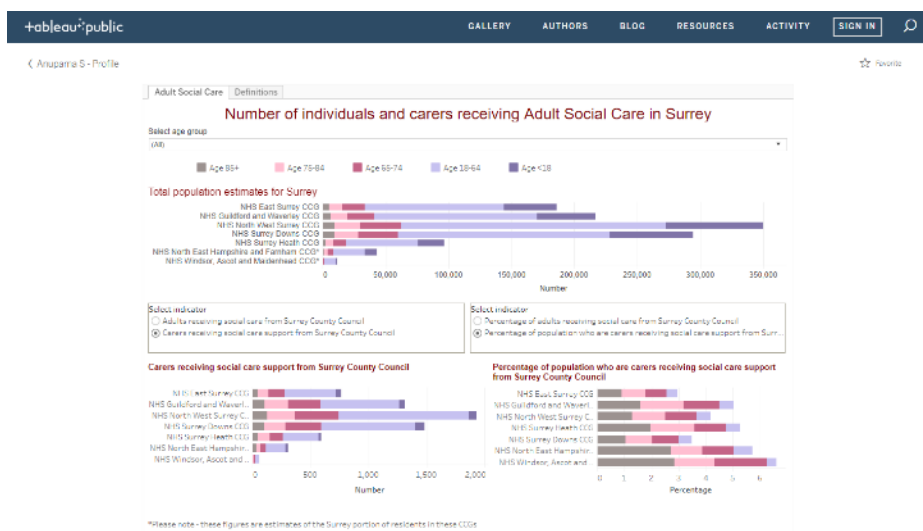 +ableau public
GALLERY AUTHORS BLOG RESOURCES ACTIVITY SIGN IN
Anupama S - Profile
Favorite
Adult Social Care Definitions
Number of individuals and carers receiving Adult Social Care in Surrey
Select age group
(All)
Age 85+ Age 75-84 Age 65-74 Age 18-64 Age <18
Total population estimates for Surrey
NHS East Surrey CCG
NHS Guildford and Waverley CCG
NHS North West Surrey CCG
NHS Surrey Downs CCG
NHS Surrey Heath CCG
NHS North East Hampshire and Farnham CCG*
NHS Windsor, Ascot and Maidenhead CCG*
0 50,000 100,000 150,000 200,000 250,000 300,000 350,000
Number
Select indicator
Adults receiving social care from Surrey County Council
Carers receiving social care support from Surrey County Council
Select indicator
Percentage of adults receiving social care from Surrey County Council
Percentage of population who are carers receiving social care support from Surr...
Carers receiving social care support from Surrey County Council
NHS East Surrey CCG
NHS Guildford and Waverl..
NHS North West Surrey C..
NHS Surrey Downs CCG
NHS Surrey Heath CCG
NHS North East Hampshir..
NHS Windsor, Ascot and ..
0 500 1,000 1,500 2,000
Number
Percentage of population who are carers receiving social care support
from Surrey County Council
NHS East Surrey CCG
NHS Guildford and Waverl..
NHS North West Surrey C..
NHS Surrey Heath CCG
NHS Surrey Downs CCG
NHS North East Hampshir..
NHS Windsor, Ascot and ...
0 1 2 3 4 5 6
Percentage
*Please note - these figures are estimates of the Surrey portion of residents in these CCGs